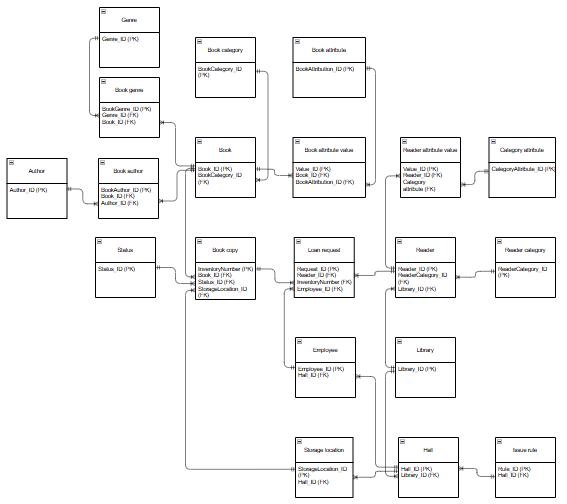 Genre
Genre_ID (PK)
Book category
BookCategory_ID
(PK)
Book attribute
BookAttribution_ID (PK)
Book genre
BookGenre_ID (PK)
Genre_ID (FK)
Book_ID (FK)
Book
Book_ID (PK)
BookCategory_ID
(FK)
Book attribute value
Value_ID (PK)
Book_ID (FK)
BookAttribution_ID (FK)
Reader attribute value
Value_ID (PK)
Reader_ID (FK)
Category
attribute (FK)
Category attribute
CategoryAttribute_ID (PK)
Author
Author_ID (PK)
Book author
BookAuthor_ID (PK)
Book_ID (FK)
Author_ID (FK)
Status
Status_ID (PK)
Book copy
InventoryNumber (PK)
Book_ID (FK)
Status_ID (FK)
StorageLocation_ID
(FK)
Loan request
Request_ID (PK)
Reader_ID (FK)
InventoryNumber (FK)
Employee_ID (FK)
Reader
Reader_ID (PK)
ReaderCategory_ID
(FK)
Library_ID (FK)
Reader category
ReaderCategory_ID
(PK)
Employee
Employee_ID (PK)
Hall_ID (FK)
Library
Library_ID (PK)
Storage location
StorageLocation_ID
(PK)
Hall_ID (FK)
Hall
Hall_ID (PK)
Library_ID (FK)
Issue rule
Rule_ID (PK)
Hall_ID (FK)